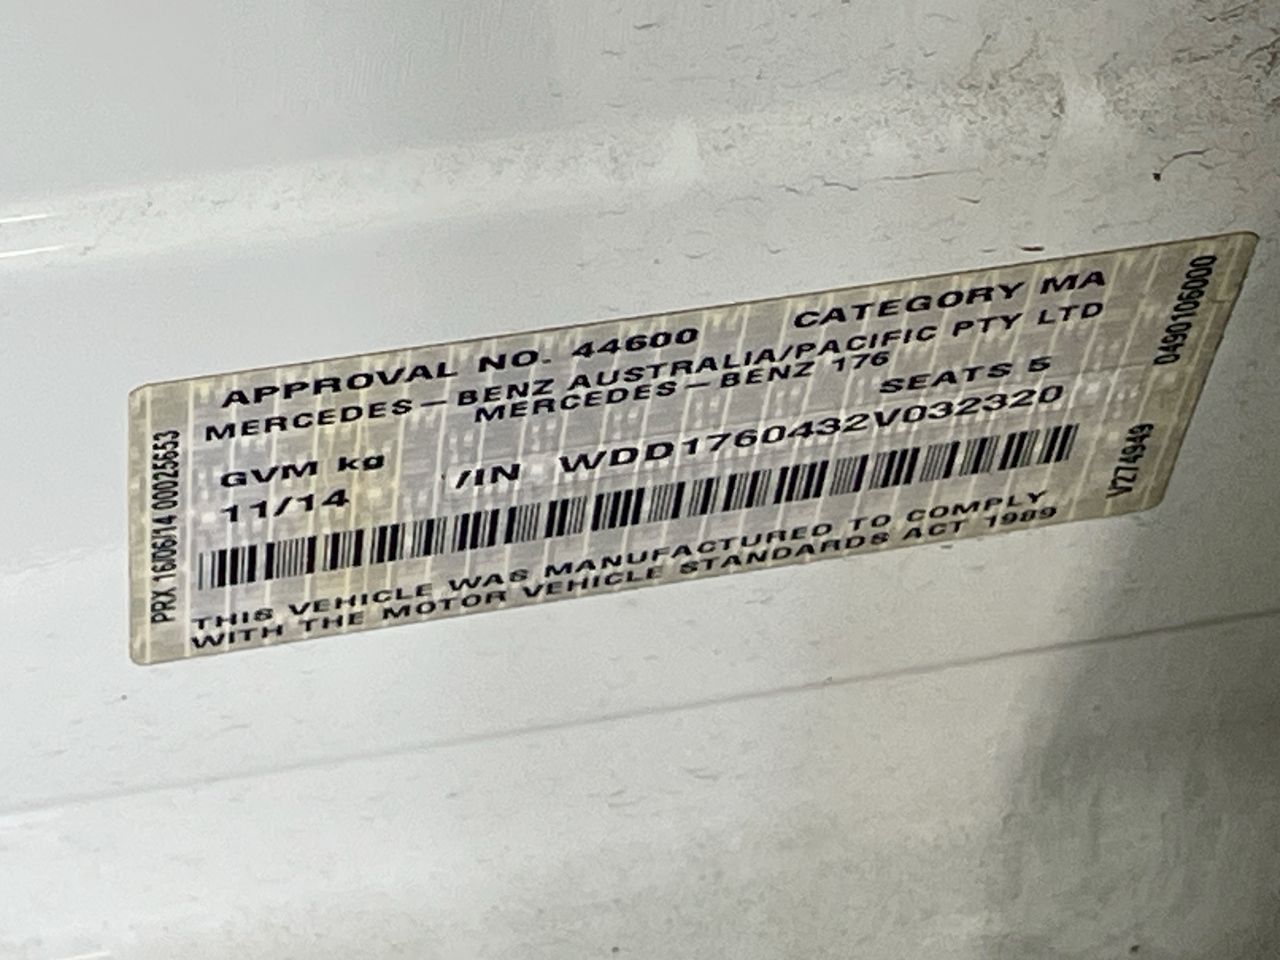 APPROVAL NO. 44600 CATEGORY MA
MERCEDES-BENZ AUSTRALIA/PACIFIC PTY LTD
MERCEDES-BENZ 176
GVM kg SEATS 5
11/14 /IN WDD1760432V032320
THIS VEHICLE WAS MANUFACTURED TO COMPLY
WITH THE MOTOR VEHICLE STANDARDS ACT 1989
PRX 16/06/14 00025653
VZ74949 0490106000